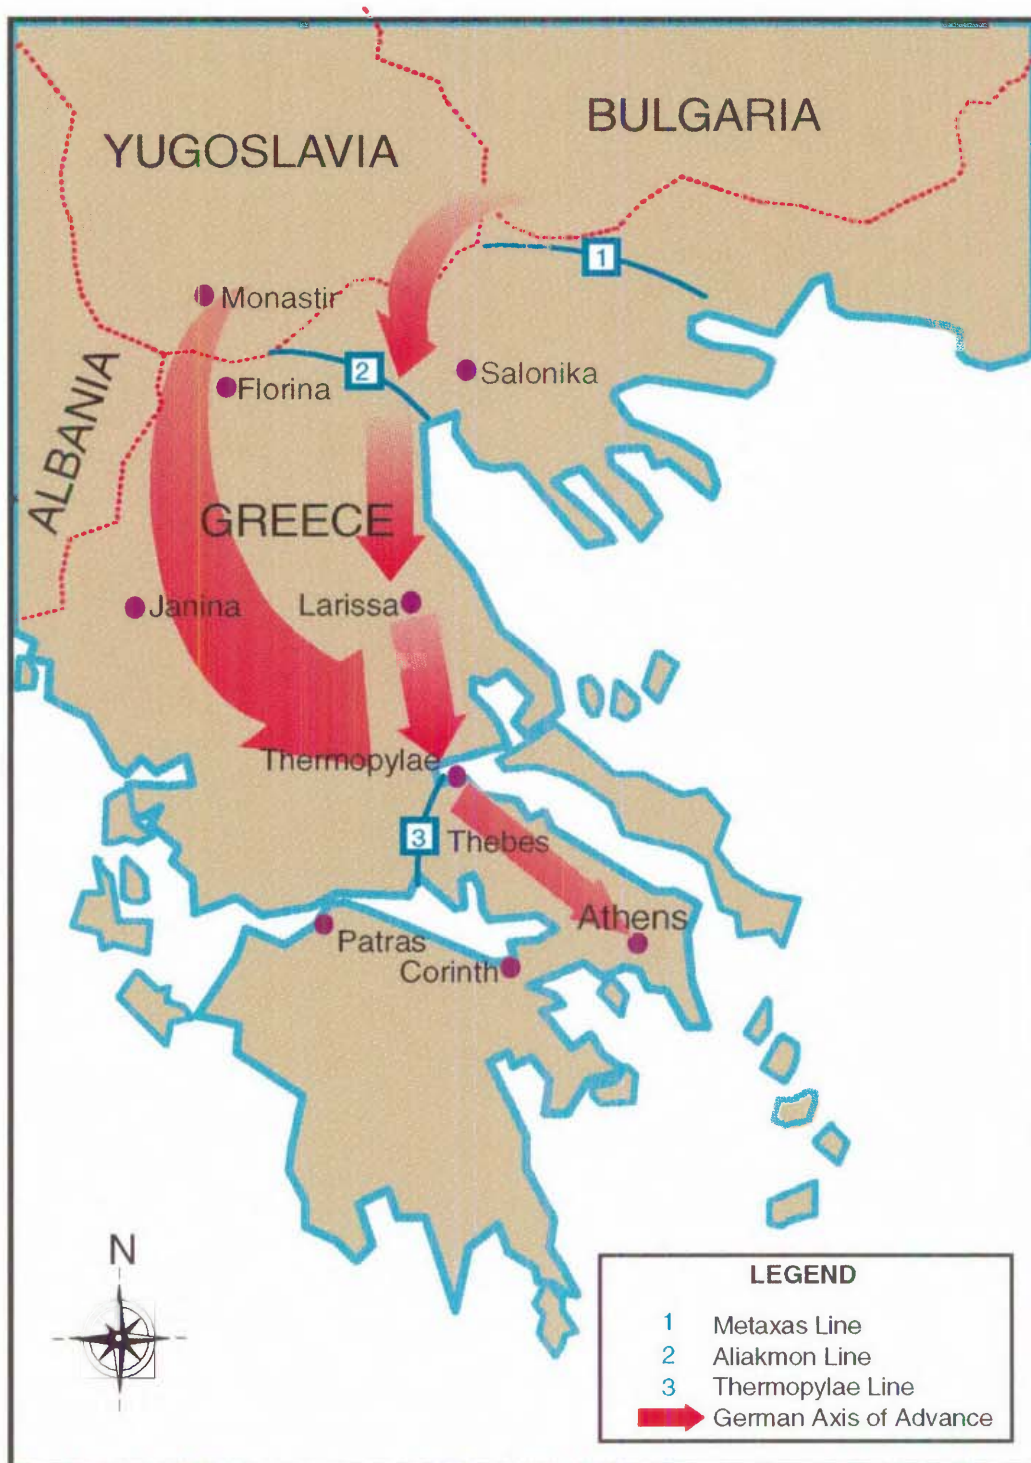 YUGOSLAVIA
BULGARIA
1
Monastir
2
Salonika
Florina
ALBANIA
GREECE
Janina
Larissa
Thermopylae
3
Thebes
Athens
Patras
Corinth
N
LEGEND
1 Metaxas Line
2 Aliakmon Line
3 Thermopylae Line
German Axis of Advance